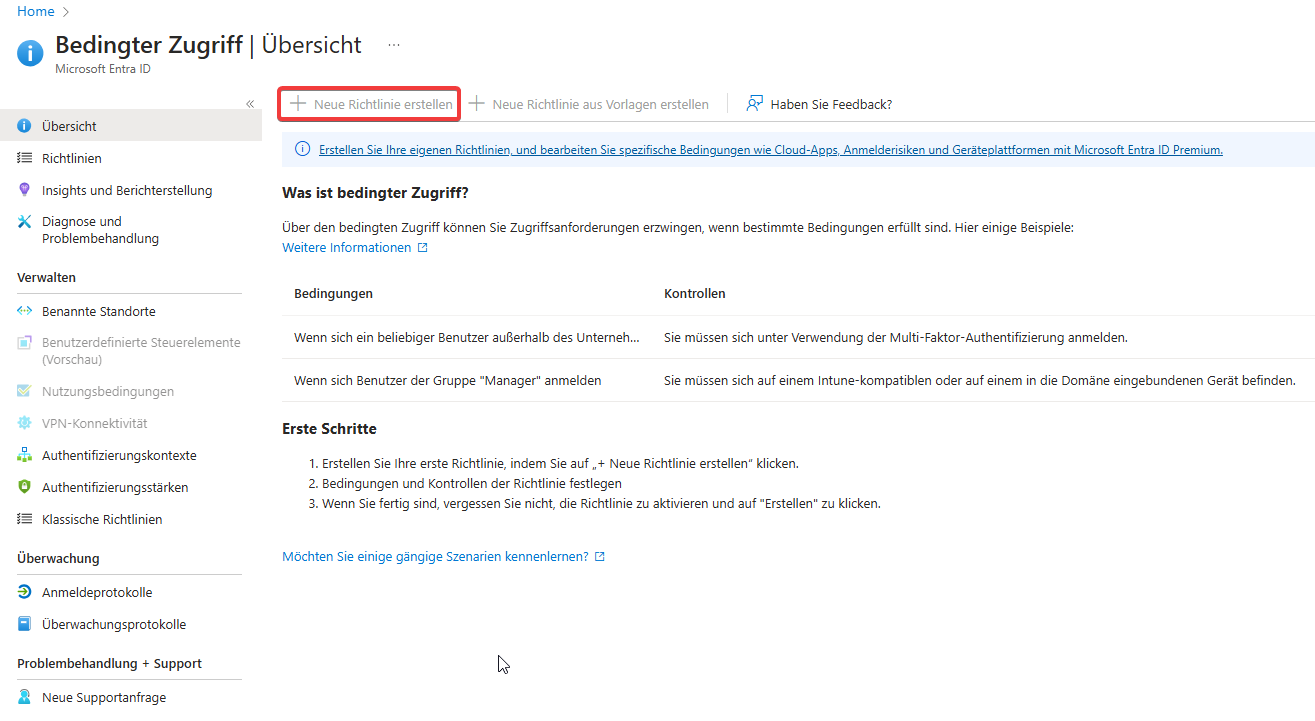 Home
Bedingter Zugriff | Übersicht ...
Microsoft Entra ID
Übersicht
Richtlinien
Insights und Berichterstellung
Diagnose und
Problembehandlung
Verwalten
Benannte Standorte
Benutzerdefinierte Steuerelemente
(Vorschau)
Nutzungsbedingungen
VPN-Konnektivität
Authentifizierungskontexte
Authentifizierungsstärken
Klassische Richtlinien
Überwachung
Anmeldeprotokolle
Überwachungsprotokolle
Problembehandlung + Support
Neue Supportanfrage
Neue Richtlinie erstellen
Neue Richtlinie aus Vorlagen erstellen
Haben Sie Feedback?
Erstellen Sie Ihre eigenen Richtlinien, und bearbeiten Sie spezifische Bedingungen wie Cloud-Apps, Anmelderisiken und Geräteplattformen mit Microsoft Entra ID Premium.
Was ist bedingter Zugriff?
Über den bedingten Zugriff können Sie Zugriffsanforderungen erzwingen, wenn bestimmte Bedingungen erfüllt sind. Hier einige Beispiele:
Weitere Informationen
Bedingungen Kontrollen
Wenn sich ein beliebiger Benutzer außerhalb des Unterneh... Sie müssen sich unter Verwendung der Multi-Faktor-Authentifizierung anmelden.
Wenn sich Benutzer der Gruppe "Manager" anmelden Sie müssen sich auf einem Intune-kompatiblen oder auf einem in die Domäne eingebundenen Gerät befinden.
Erste Schritte
1. Erstellen Sie Ihre erste Richtlinie, indem Sie auf „+ Neue Richtlinie erstellen“ klicken.
2. Bedingungen und Kontrollen der Richtlinie festlegen
3. Wenn Sie fertig sind, vergessen Sie nicht, die Richtlinie zu aktivieren und auf "Erstellen" zu klicken.
Möchten Sie einige gängige Szenarien kennenlernen?